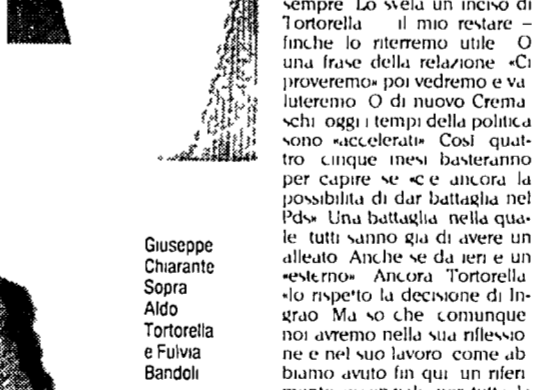 Giuseppe
Chiarante
Sopra
Aldo
Tortorella
e Fulvia
Bandoli
sempre Lo svela un inciso di
Tortorella il mio restare –
finche lo riterremo utile O
una frase della relazione «Ci
proveremo» poi vedremo e va
luteremo O di nuovo Crema
schi oggi i tempi della politica
sono «accelerati» Così quat-
tro cinque mesi basteranno
per capire se «c e ancora la
possibilita di dar battaglia nel
Pds» Una battaglia nella qua-
le tutti sanno gia di avere un
alleato Anche se da ieri e un
«esterno» Ancora Tortorella
«Io rispetto la decisione di In-
grao Ma so che comunque
noi avremo nella sua riflessio
ne e nel suo lavoro come ab
biamo avuto fin qui un riferi